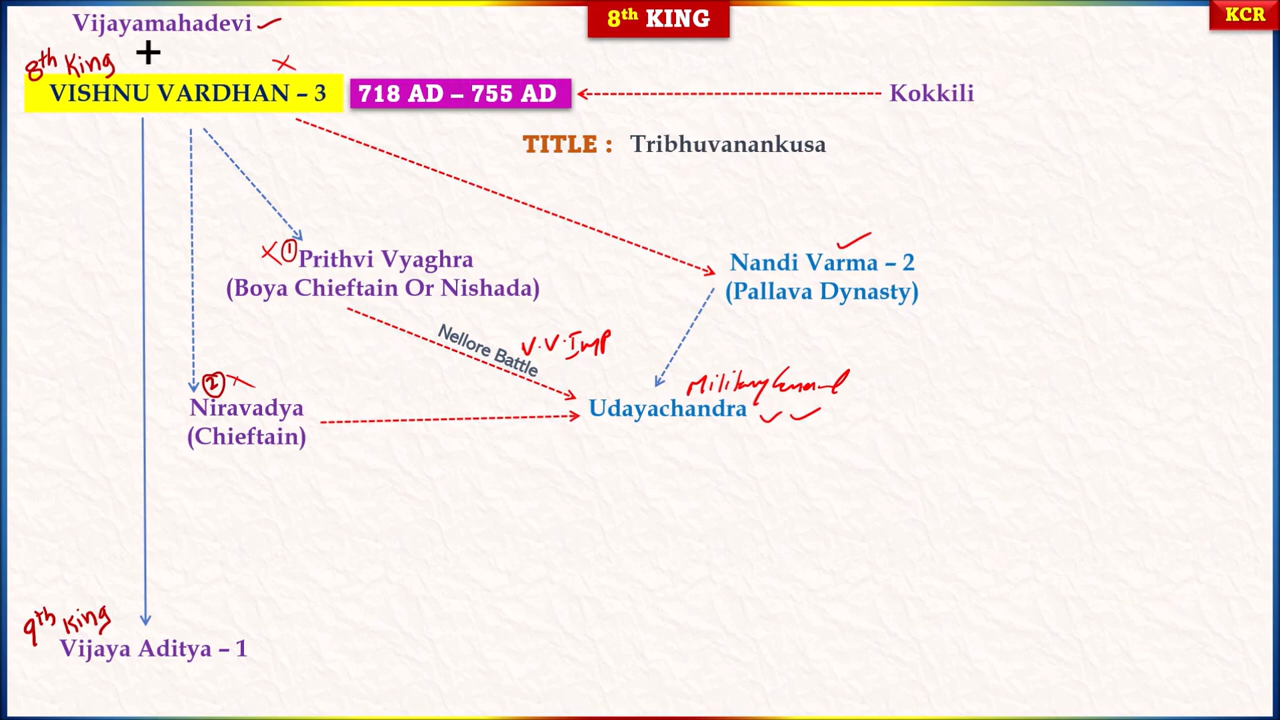 8th KING
KCR
Vijayamahadevi
+
8th King
VISHNU VARDHAN – 3
718 AD – 755 AD
Kokkili
TITLE : Tribhuvanankusa
1
Prithvi Vyaghra
(Boya Chieftain Or Nishada)
Nandi Varma – 2
(Pallava Dynasty)
Nellore Battle
V.V.Imp
2
Niravadya
(Chieftain)
Military General
Udayachandra
9th King
Vijaya Aditya – 1